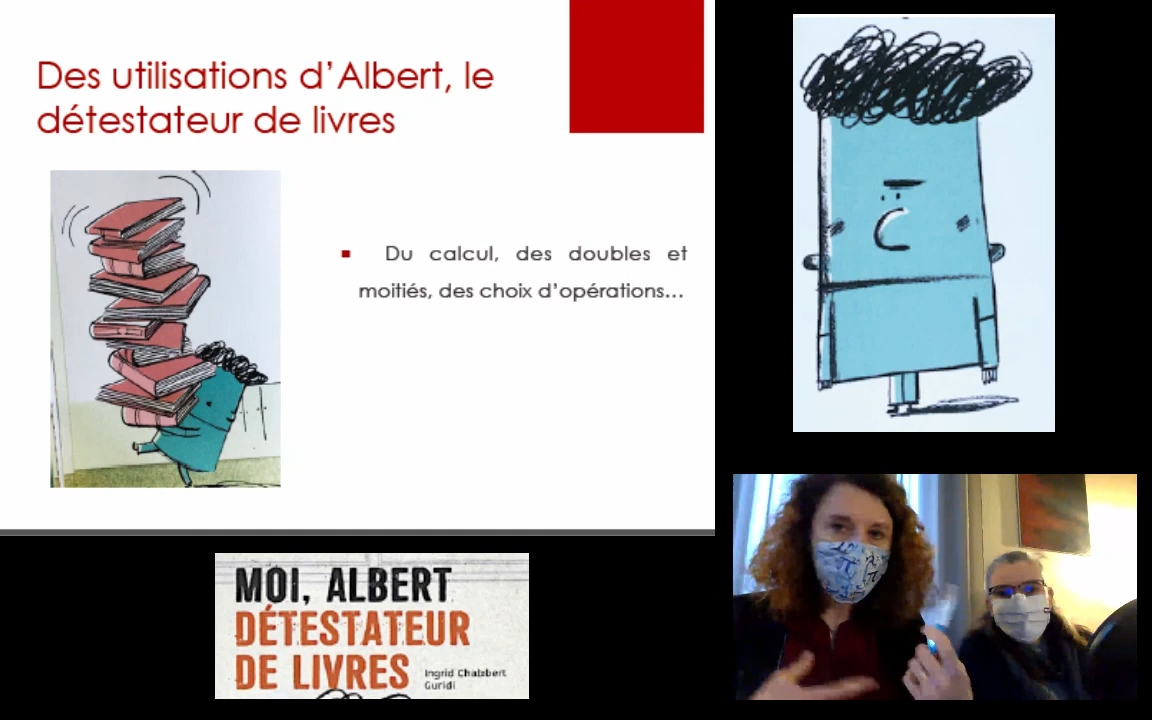 Des utilisations d'Albert, le
détestateur de livres
Du calcul, des doubles et
moitiés, des choix d'opérations...
MOI, ALBERT
DÉTESTATEUR
DE LIVRES
Ingrid Chabbert
Guridi